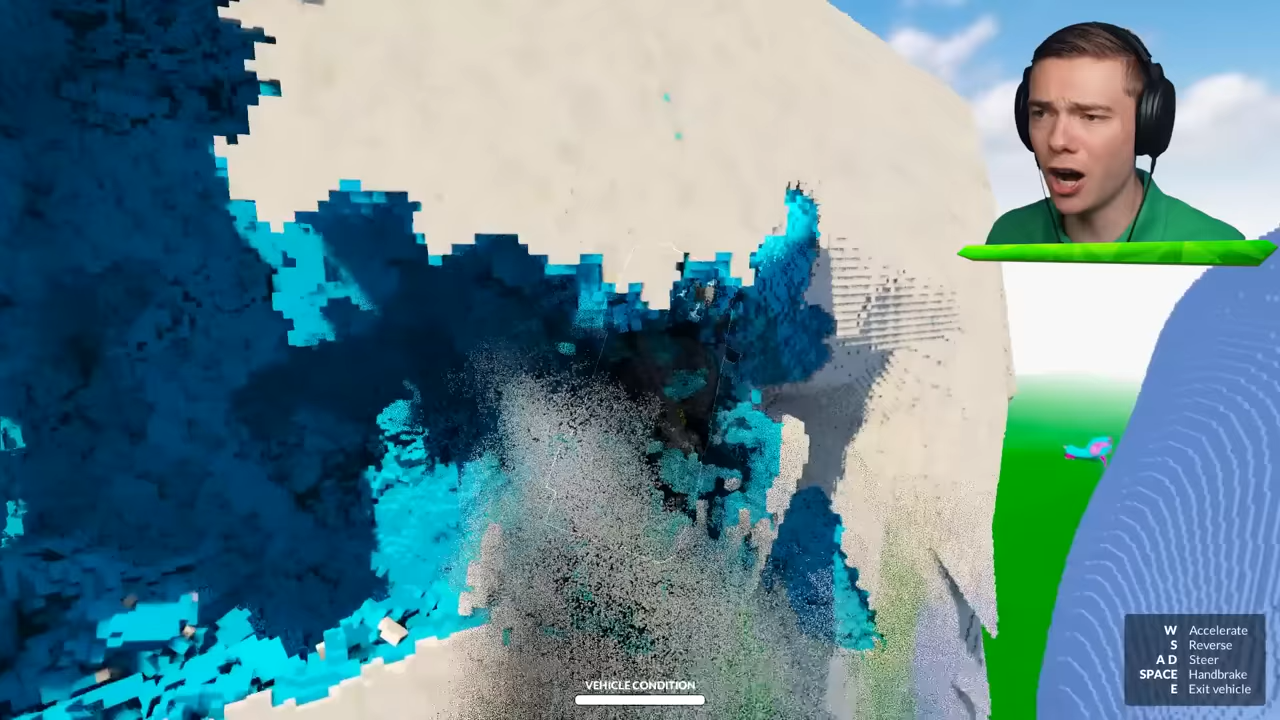 W Accelerate
S Reverse
A D Steer
SPACE Handbrake
E Exit vehicle
VEHICLE CONDITION